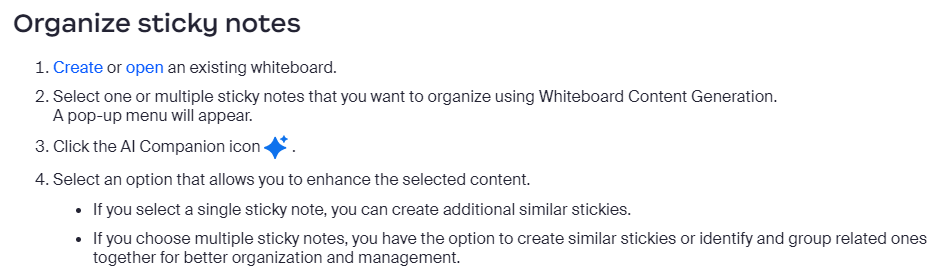 Organize sticky notes
1. Create or open an existing whiteboard.
2. Select one or multiple sticky notes that you want to organize using Whiteboard Content Generation.
A pop-up menu will appear.
3. Click the AI Companion icon .
4. Select an option that allows you to enhance the selected content.
• If you select a single sticky note, you can create additional similar stickies.
• If you choose multiple sticky notes, you have the option to create similar stickies or identify and group related ones
together for better organization and management.